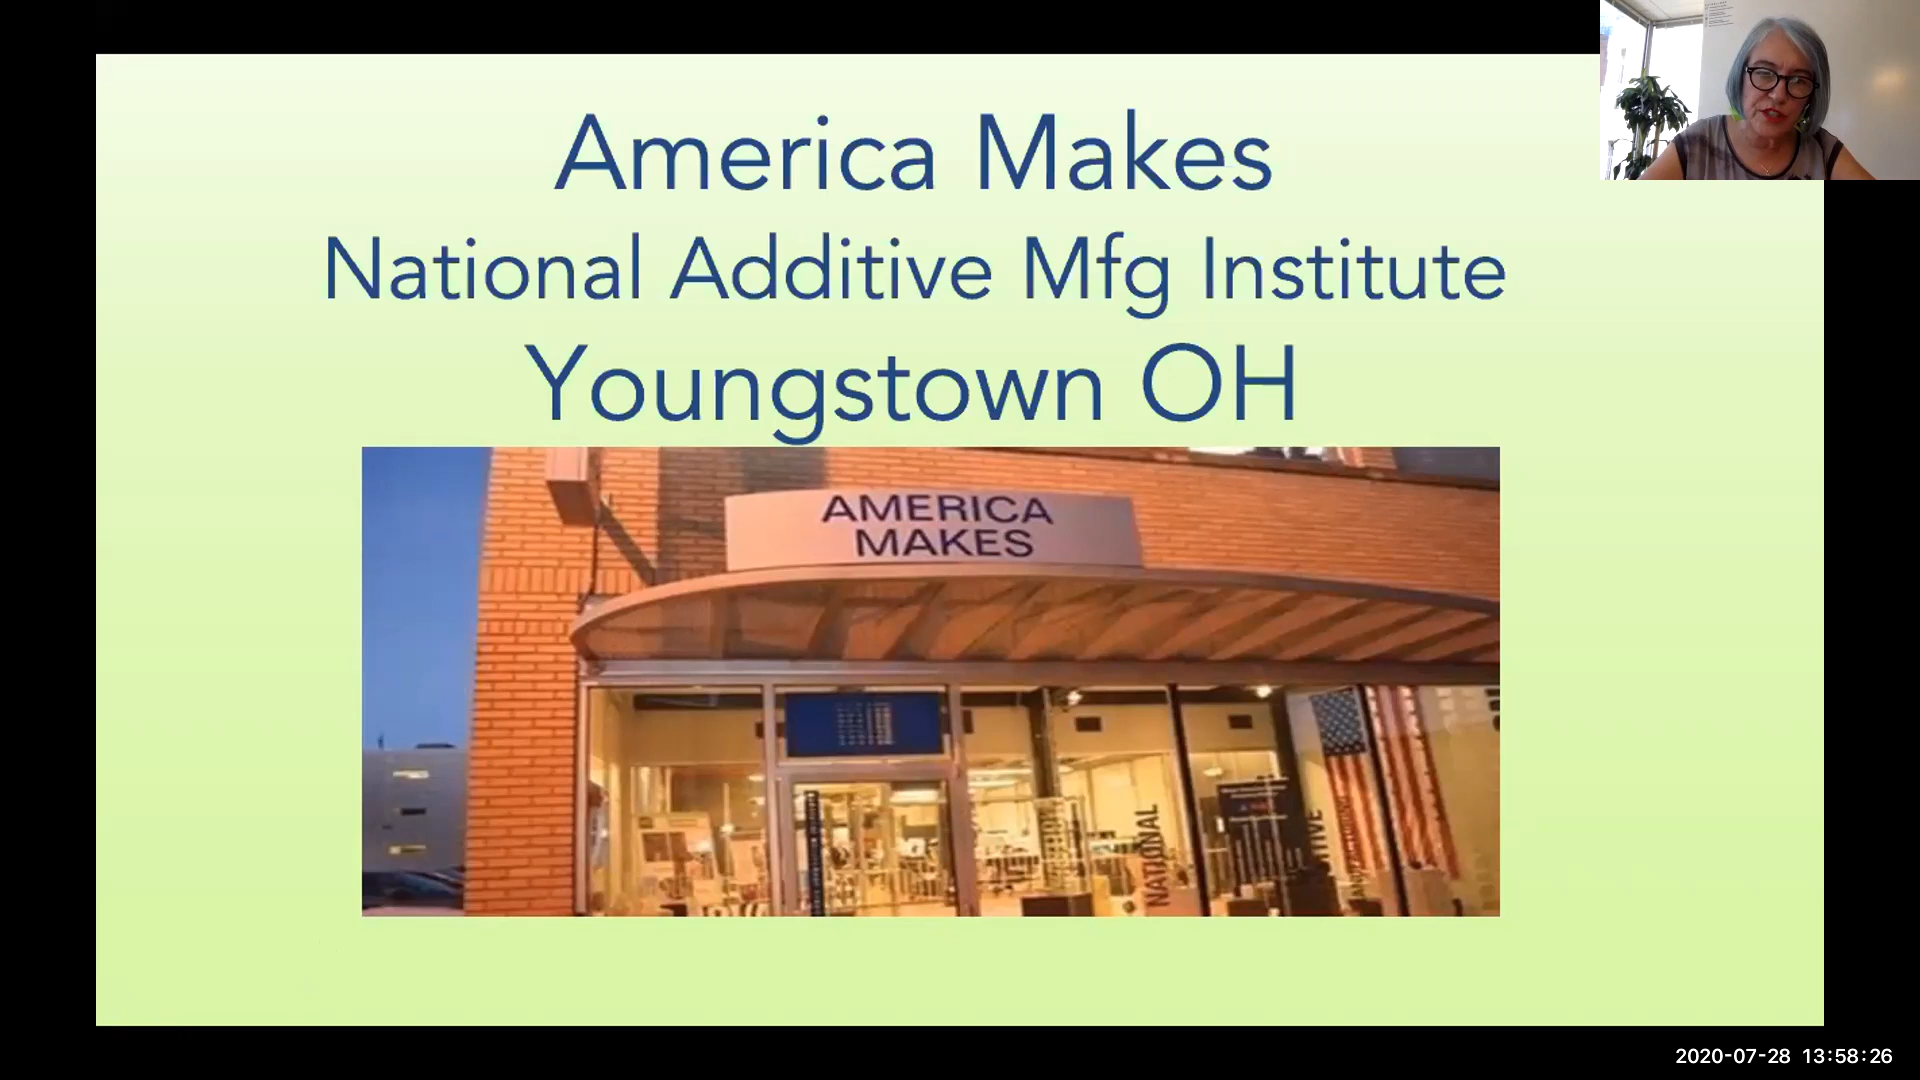 America Makes
National Additive Mfg Institute
Youngstown OH
AMERICA
MAKES
NATIONAL
2020-07-28 13:58:26